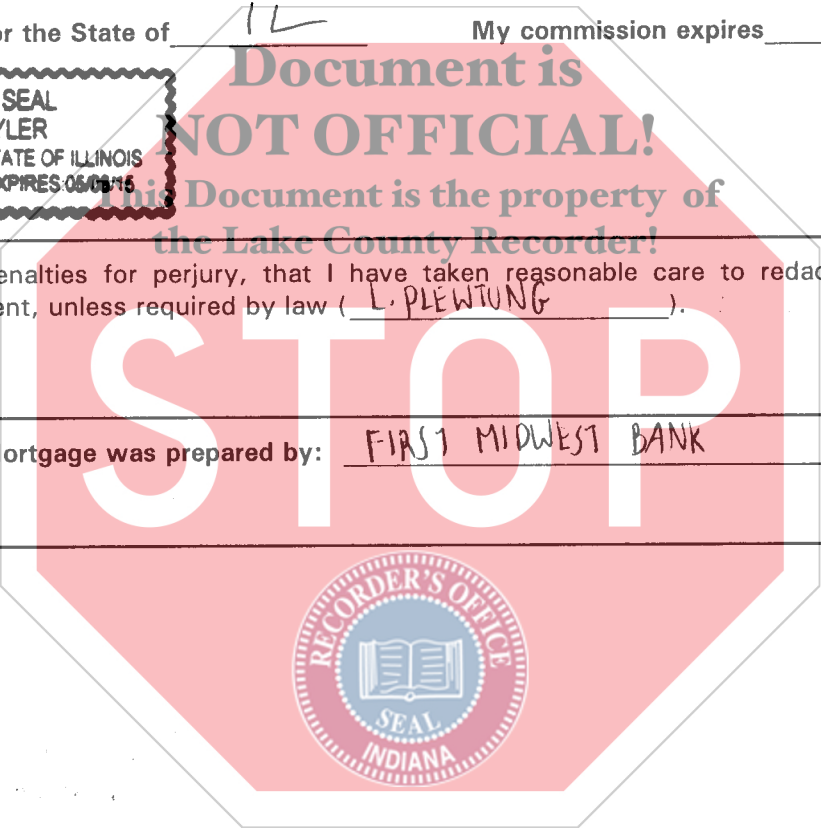 or the State of IL My commission expires
SEAL
YLER
ATE OF ILLINOIS
XPIRES:05/09/15
Document is
NOT OFFICIAL!
This Document is the property of
the Lake County Recorder!
enalties for perjury, that I have taken reasonable care to redac
ent, unless required by law ( L. PLEWTUNG ).
STOP
ortgage was prepared by: FIRST MIDWEST BANK
RECORDER'S OFFICE
SEAL
INDIANA